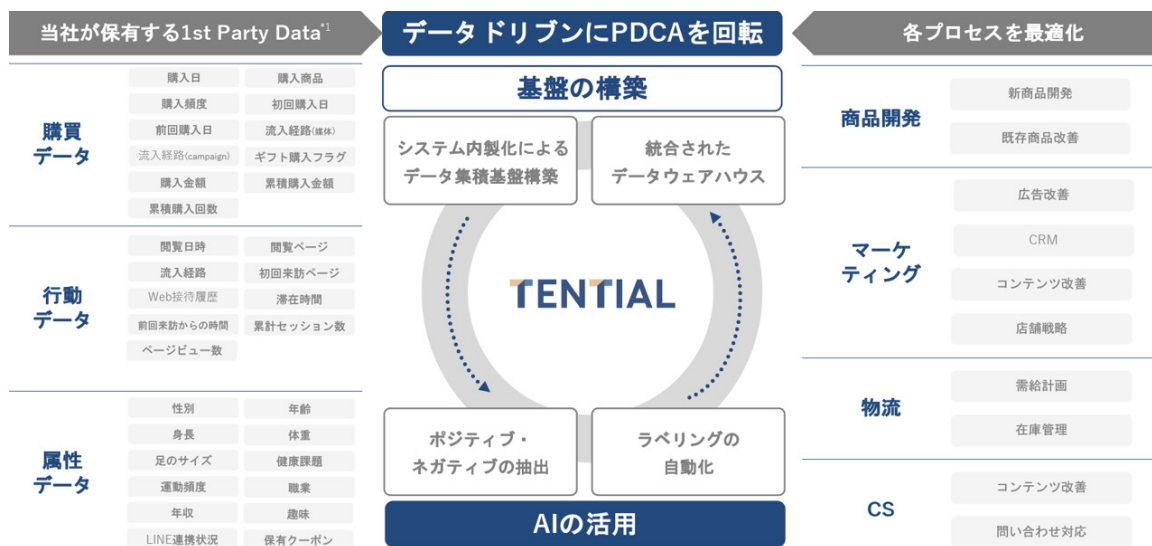 当社が保有する1st Party Data*1
購買
データ
購入日 購入商品
購入頻度 初回購入日
前回購入日 流入経路(媒体)
流入経路(campaign) ギフト購入フラグ
購入金額 累積購入金額
累積購入回数
行動
データ
閲覧日時 閲覧ページ
流入経路 初回来訪ページ
Web接待履歴 滞在時間
前回来訪からの時間 累計セッション数
ページビュー数
属性
データ
性別 年齢
身長 体重
足のサイズ 健康課題
運動頻度 職業
年収 趣味
LINE連携状況 保有クーポン
データドリブンにPDCAを回転
基盤の構築
システム内製化による
データ集積基盤構築
統合された
データウェアハウス
TENTIAL
ポジティブ・
ネガティブの抽出
ラベリングの
自動化
AIの活用
各プロセスを最適化
商品開発
新商品開発
既存商品改善
マーケ
ティング
広告改善
CRM
コンテンツ改善
店舗戦略
物流
需給計画
在庫管理
CS
コンテンツ改善
問い合わせ対応